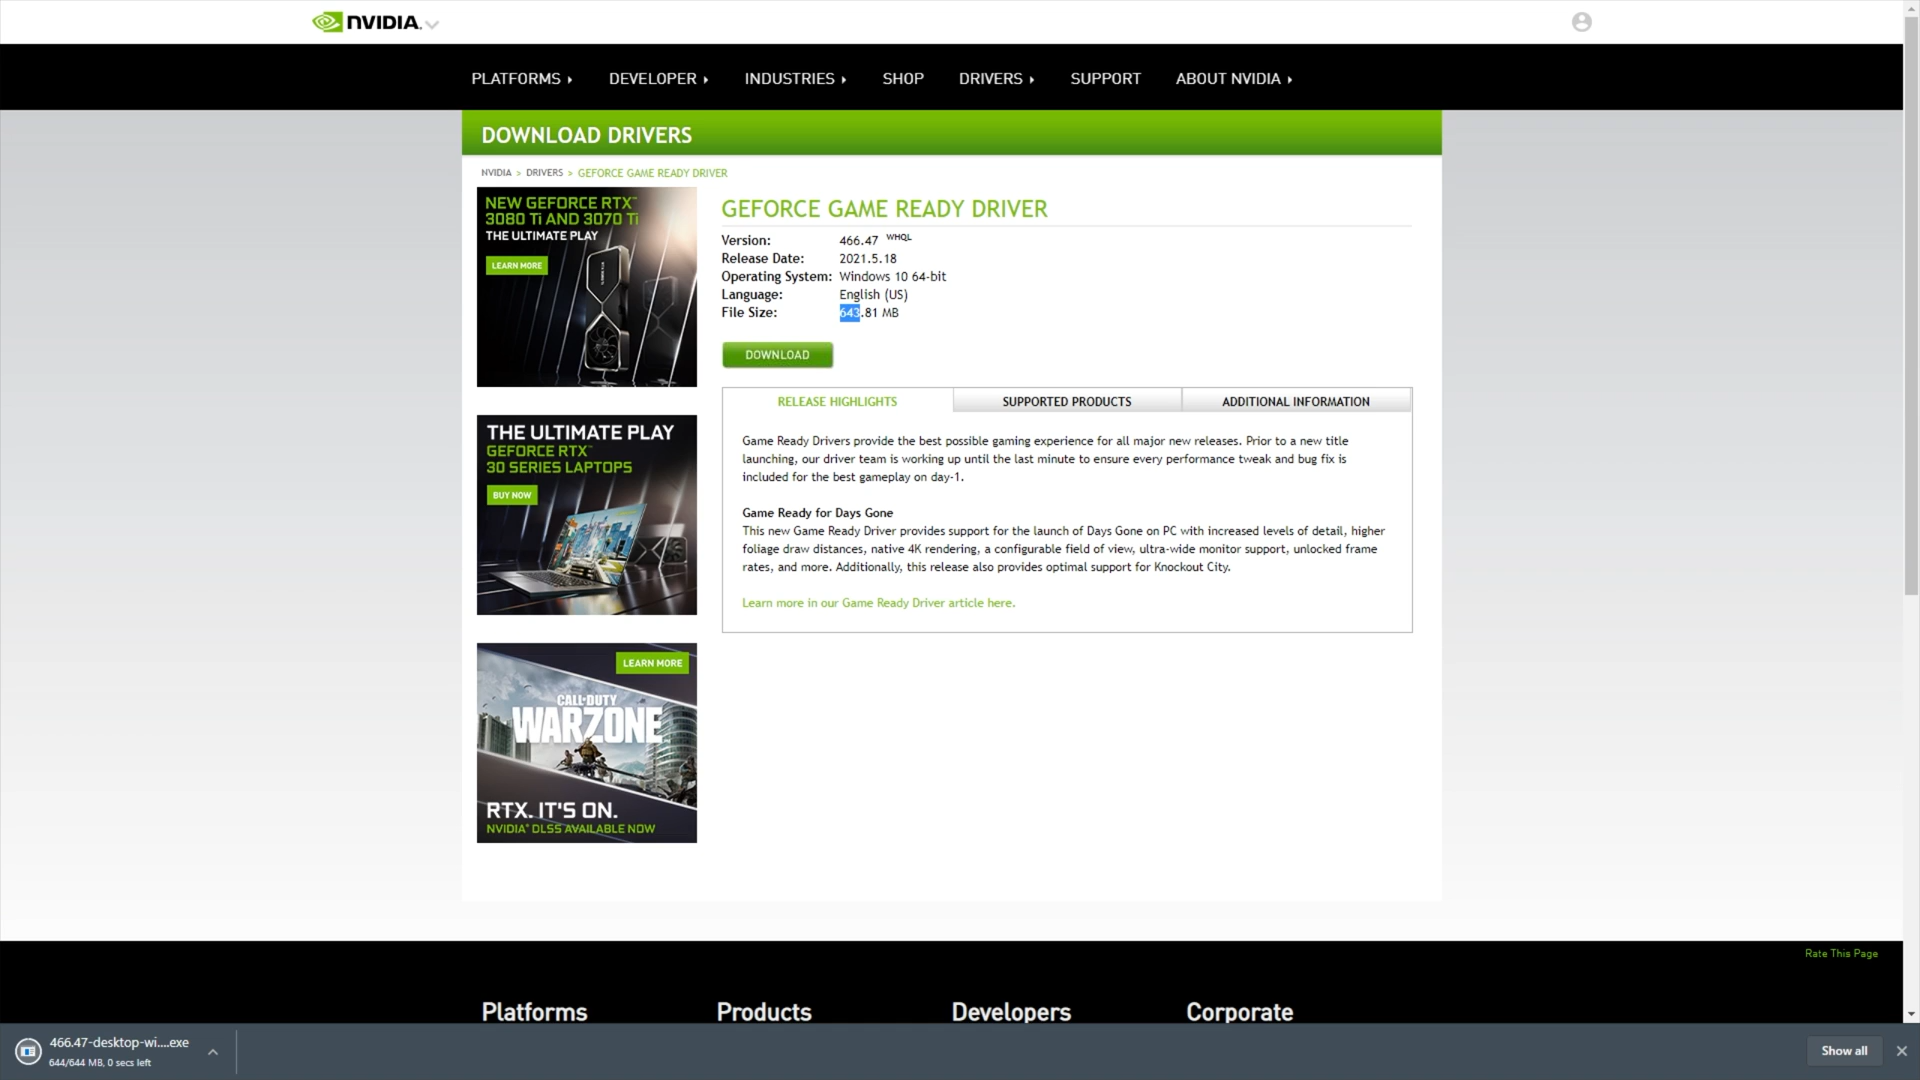 NVIDIA.
PLATFORMS
DEVELOPER
INDUSTRIES
SHOP
DRIVERS
SUPPORT
ABOUT NVIDIA
DOWNLOAD DRIVERS
NVIDIA > DRIVERS > GEFORCE GAME READY DRIVER
NEW GEFORCE RTX™
3080 Ti AND 3070 Ti
THE ULTIMATE PLAY
LEARN MORE
THE ULTIMATE PLAY
GEFORCE RTX™
30 SERIES LAPTOPS
BUY NOW
LEARN MORE
CALL·DUTY
WARZONE
RTX. IT'S ON.
NVIDIA® DLSS AVAILABLE NOW
GEFORCE GAME READY DRIVER
Version: 466.47 WHQL
Release Date: 2021.5.18
Operating System: Windows 10 64-bit
Language: English (US)
File Size: 643.81 MB
DOWNLOAD
RELEASE HIGHLIGHTS
SUPPORTED PRODUCTS
ADDITIONAL INFORMATION
Game Ready Drivers provide the best possible gaming experience for all major new releases. Prior to a new title
launching, our driver team is working up until the last minute to ensure every performance tweak and bug fix is
included for the best gameplay on day-1.
Game Ready for Days Gone
This new Game Ready Driver provides support for the launch of Days Gone on PC with increased levels of detail, higher
foliage draw distances, native 4K rendering, a configurable field of view, ultra-wide monitor support, unlocked frame
rates, and more. Additionally, this release also provides optimal support for Knockout City.
Learn more in our Game Ready Driver article here.
Rate This Page
Platforms
Products
Developers
Corporate
466.47-desktop-wi....exe
644/644 MB, 0 secs left
Show all